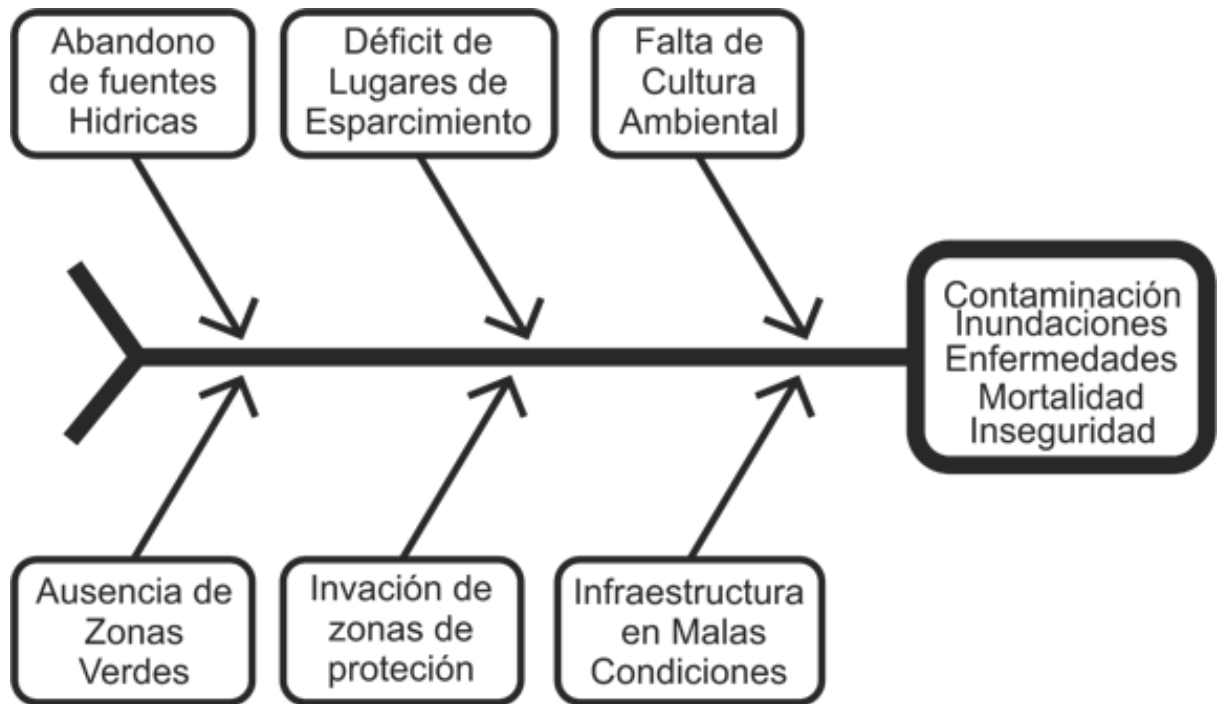 Abandono
de fuentes
Hidricas
Déficit de
Lugares de
Esparcimiento
Falta de
Cultura
Ambiental
Contaminación
Inundaciones
Enfermedades
Mortalidad
Inseguridad
Ausencia de
Zonas
Verdes
Invación de
zonas de
proteción
Infraestructura
en Malas
Condiciones